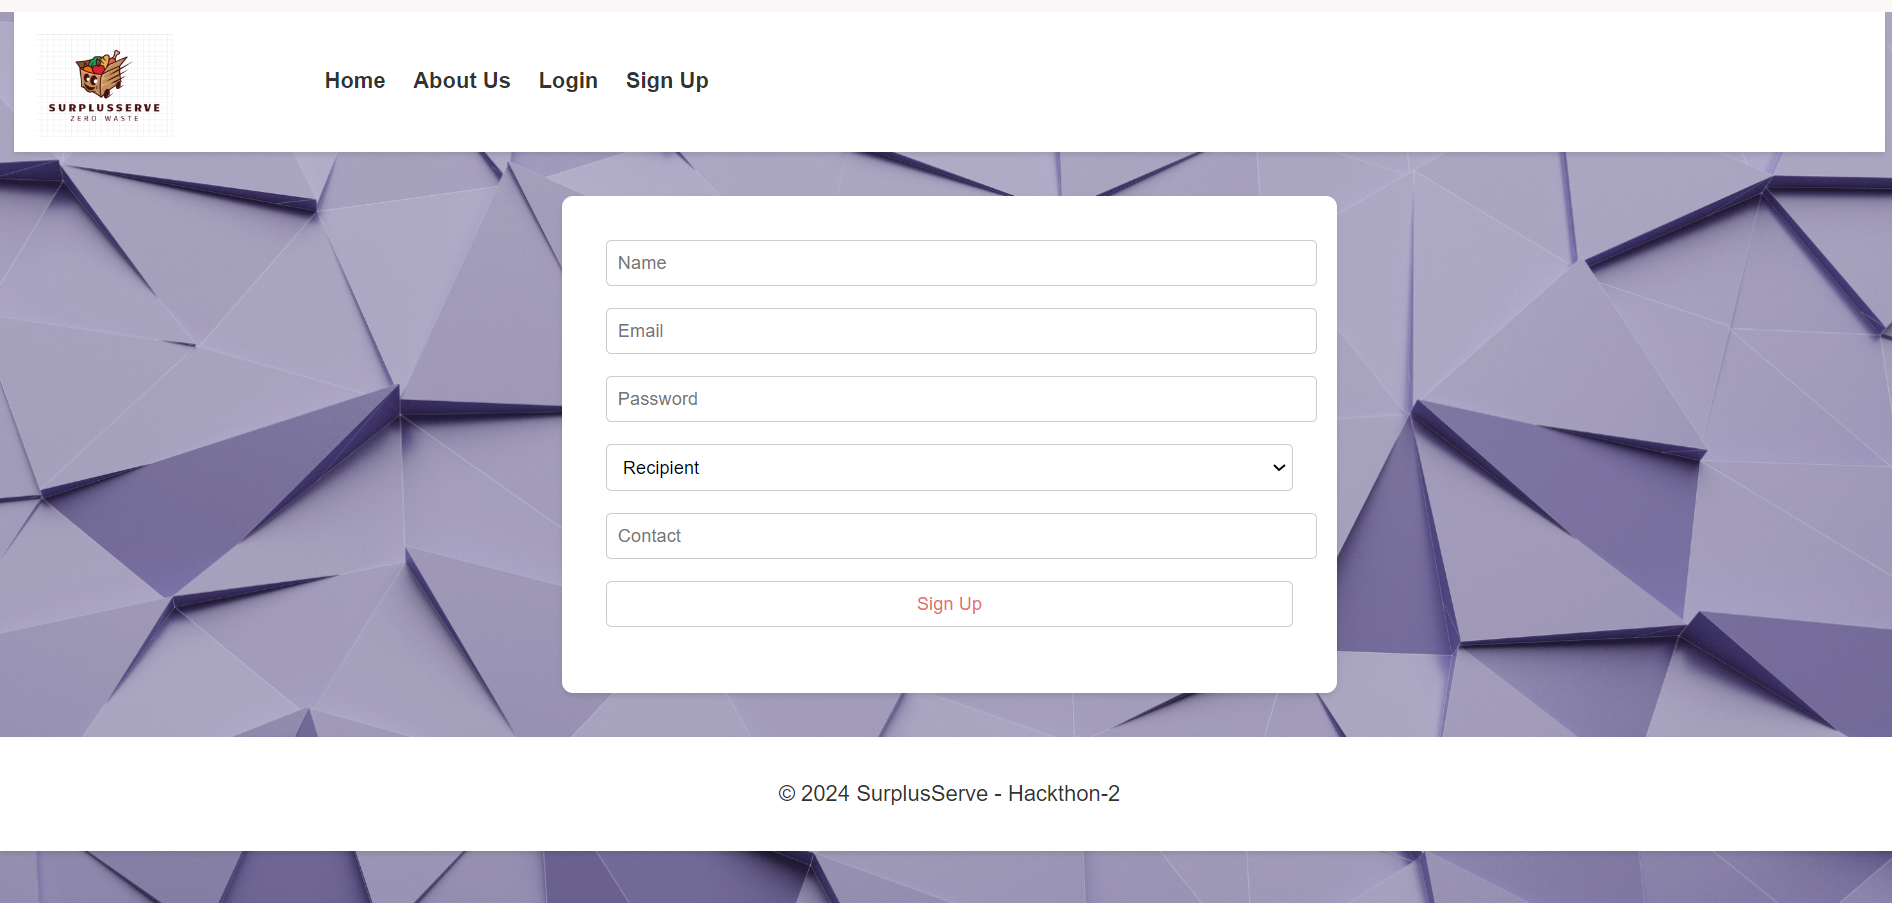 SURPLUSSERVE
ZERO WASTE
Home About Us Login Sign Up
Name
Email
Password
Recipient
Contact
Sign Up
© 2024 SurplusServe - Hackthon-2